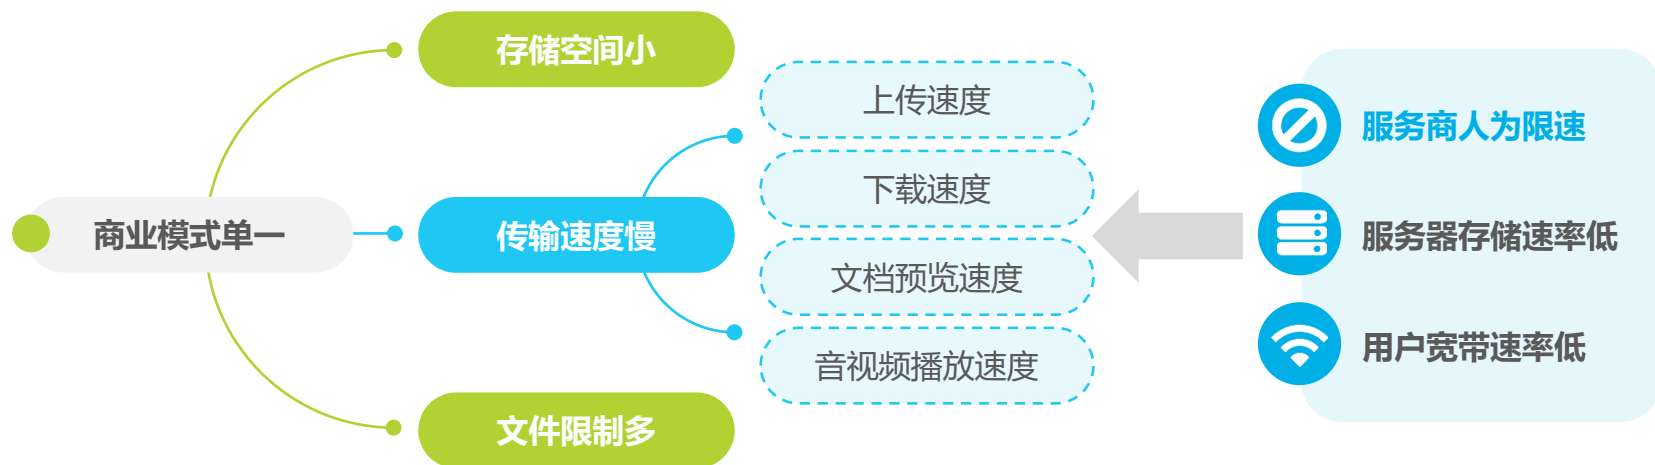 商业模式单一
存储空间小
传输速度慢
文件限制多
上传速度
下载速度
文档预览速度
音视频播放速度
服务商人为限速
服务器存储速率低
用户宽带速率低